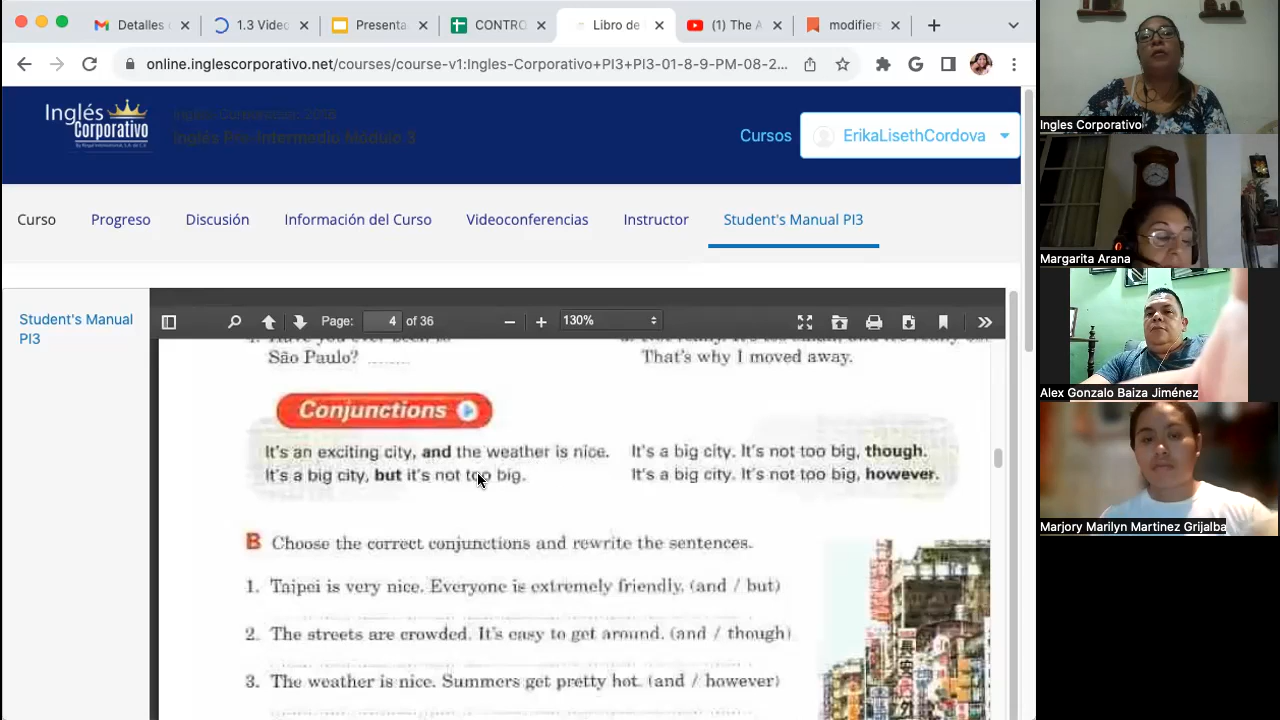 Detalles
1.3 Video
Presenta
CONTRO
Libro de
(1) The A
modifiers
online.inglescorporativo.net/courses/course-v1:Ingles-Corporativo+PI3+PI3-01-8-9-PM-08-2...
Inglés
Corporativo
Inglés Pre-Intermedio Modulo 3
Cursos
ErikaLisethCordova
Curso
Progreso
Discusión
Información del Curso
Videoconferencias
Instructor
Student's Manual PI3
Student's Manual
PI3
Page: 4 of 36
130%
São Paulo?
That's why I moved away.
Conjunctions
It's an exciting city, and the weather is nice.
It's a big city, but it's not too big.
It's a big city. It's not too big, though.
It's a big city. It's not too big, however.
B Choose the correct conjunctions and rewrite the sentences.
1. Taipei is very nice. Everyone is extremely friendly. (and / but)
2. The streets are crowded. It's easy to get around. (and / though)
3. The weather is nice. Summers get pretty hot. (and / however)
Ingles Corporativo
Margarita Arana
Alex Gonzalo Baiza Jiménez
Marjory Marilyn Martinez Grijalba